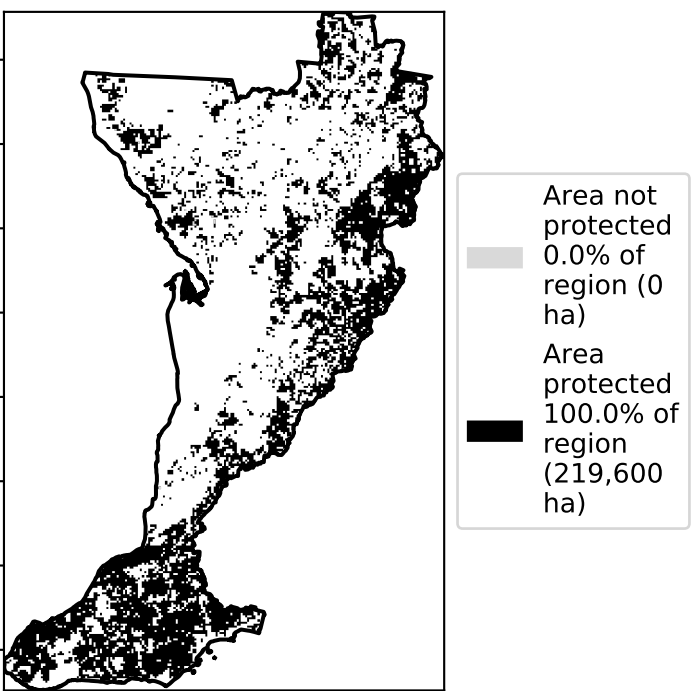 Area not
protected
0.0% of
region (0
ha)
Area
protected
100.0% of
region
(219,600
ha)